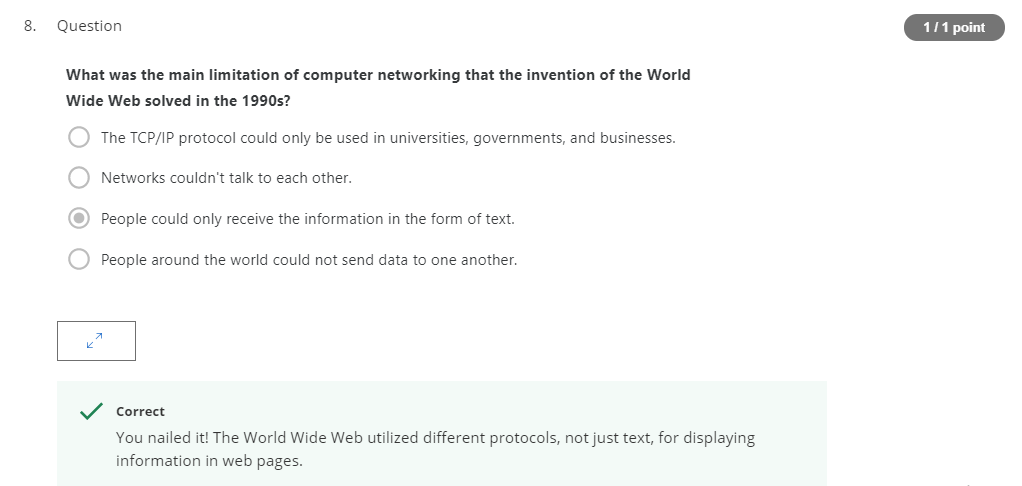 8. Question
1 / 1 point
What was the main limitation of computer networking that the invention of the World
Wide Web solved in the 1990s?
The TCP/IP protocol could only be used in universities, governments, and businesses.
Networks couldn't talk to each other.
People could only receive the information in the form of text.
People around the world could not send data to one another.
Correct
You nailed it! The World Wide Web utilized different protocols, not just text, for displaying
information in web pages.